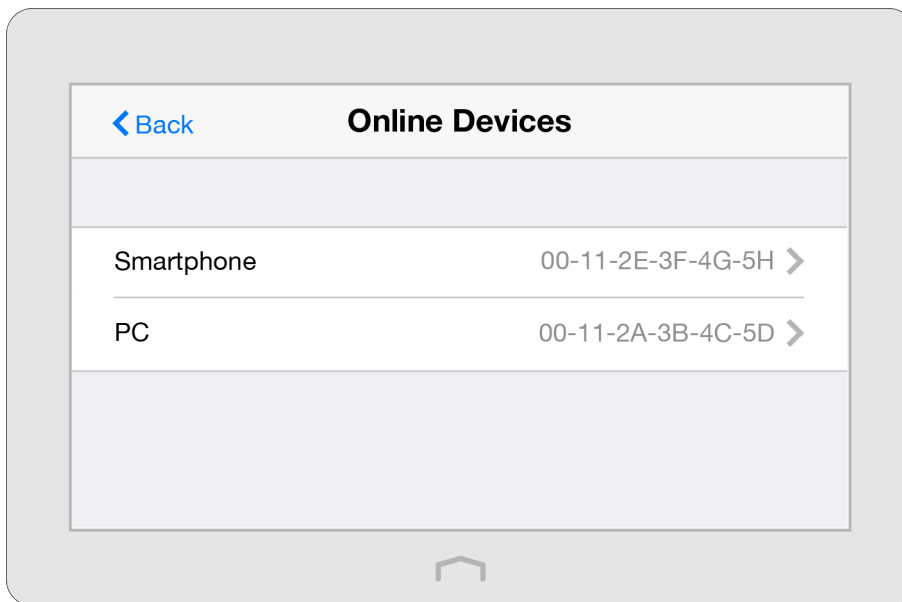 Back
Online Devices
Smartphone 00-11-2E-3F-4G-5H
PC 00-11-2A-3B-4C-5D